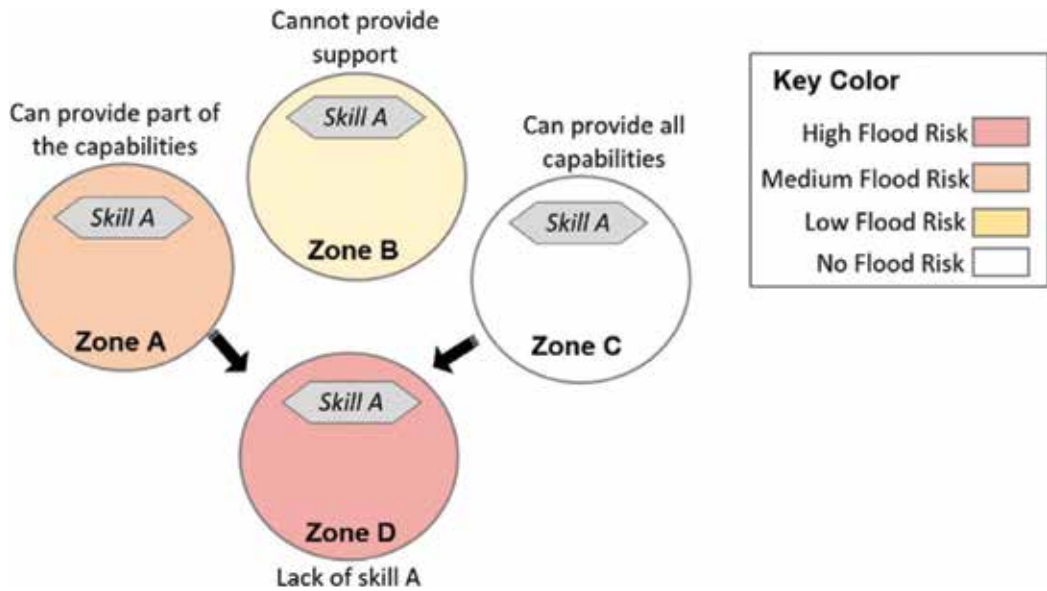 Cannot provide
support
Skill A
Zone B
Can provide part of
the capabilities
Skill A
Zone A
Can provide all
capabilities
Skill A
Zone C
Skill A
Zone D
Lack of skill A
Key Color
High Flood Risk
Medium Flood Risk
Low Flood Risk
No Flood Risk